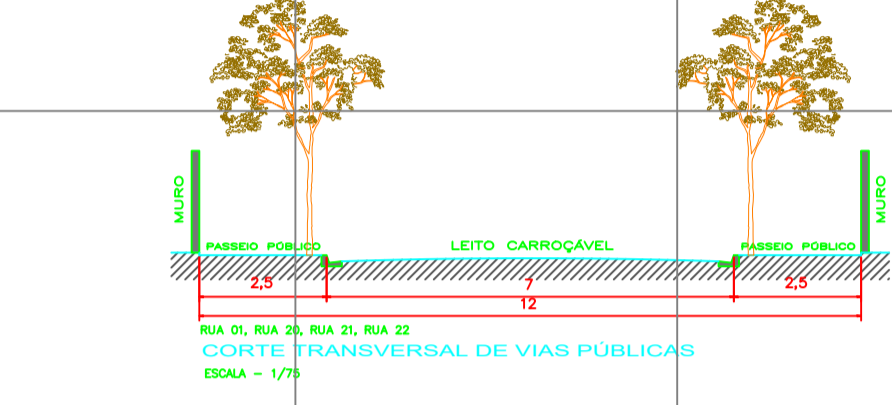 MURO
MURO
PASSEIO PÚBLICO
LEITO CARROÇÁVEL
PASSEIO PÚBLICO
2,5
7
2,5
12
RUA 01, RUA 20, RUA 21, RUA 22
CORTE TRANSVERSAL DE VIAS PÚBLICAS
ESCALA - 1/75